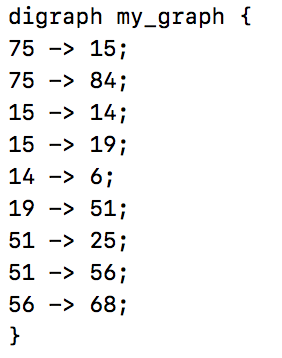 digraph my_graph {
75 -> 15;
75 -> 84;
15 -> 14;
15 -> 19;
14 -> 6;
19 -> 51;
51 -> 25;
51 -> 56;
56 -> 68;
}